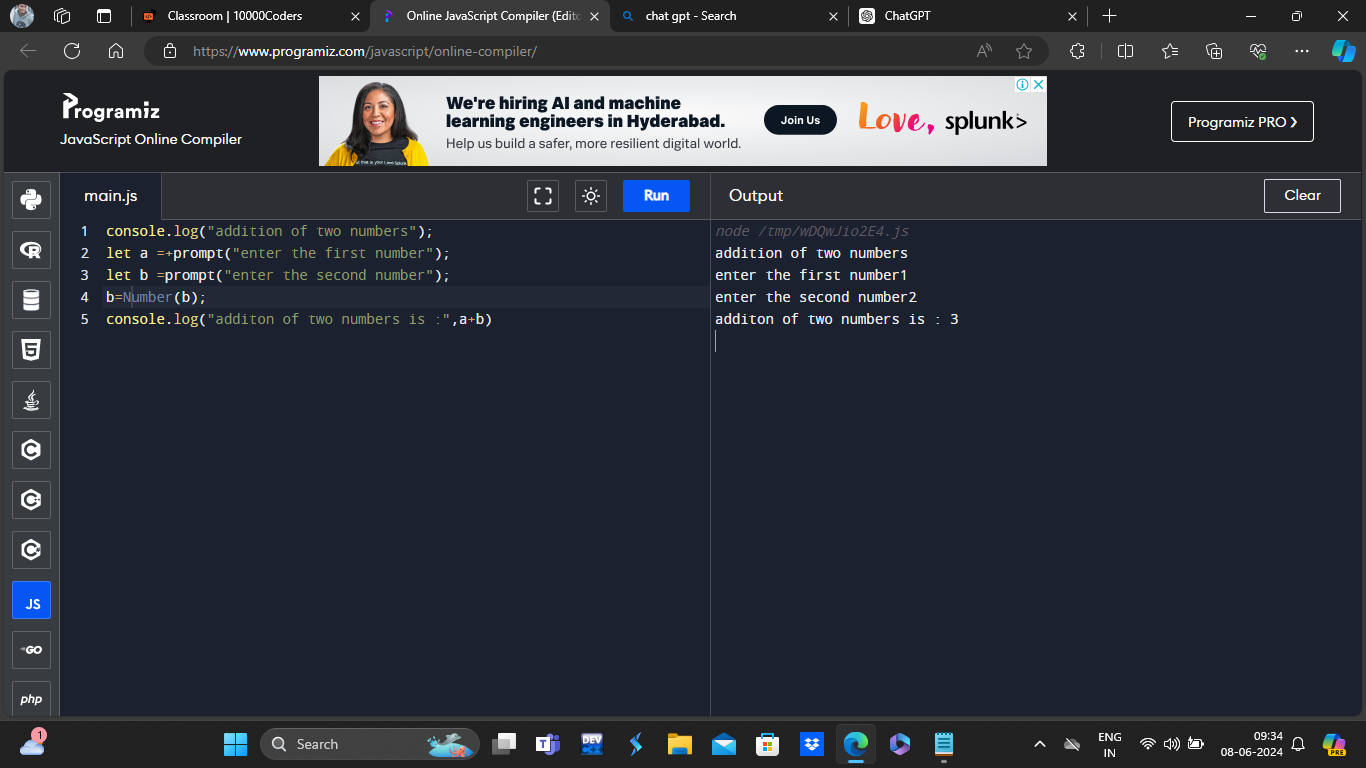 Classroom | 10000Coders
Online JavaScript Compiler (Edito
chat gpt - Search
ChatGPT
https://www.programiz.com/javascript/online-compiler/
Programiz
JavaScript Online Compiler
We're hiring AI and machine
learning engineers in Hyderabad.
Help us build a safer, more resilient digital world.
Join Us
Love, splunk>
Programiz PRO ❯
main.js
Run
Output
Clear
1 console.log("addition of two numbers");
2 let a =+prompt("enter the first number");
3 let b =prompt("enter the second number");
4 b=Number(b);
5 console.log("additon of two numbers is :",a+b)
node /tmp/wDQwJio2E4.js
addition of two numbers
enter the first number1
enter the second number2
additon of two numbers is : 3
JS
GO
php
1
Search
DEV
ENG
IN
09:34
08-06-2024
PRE